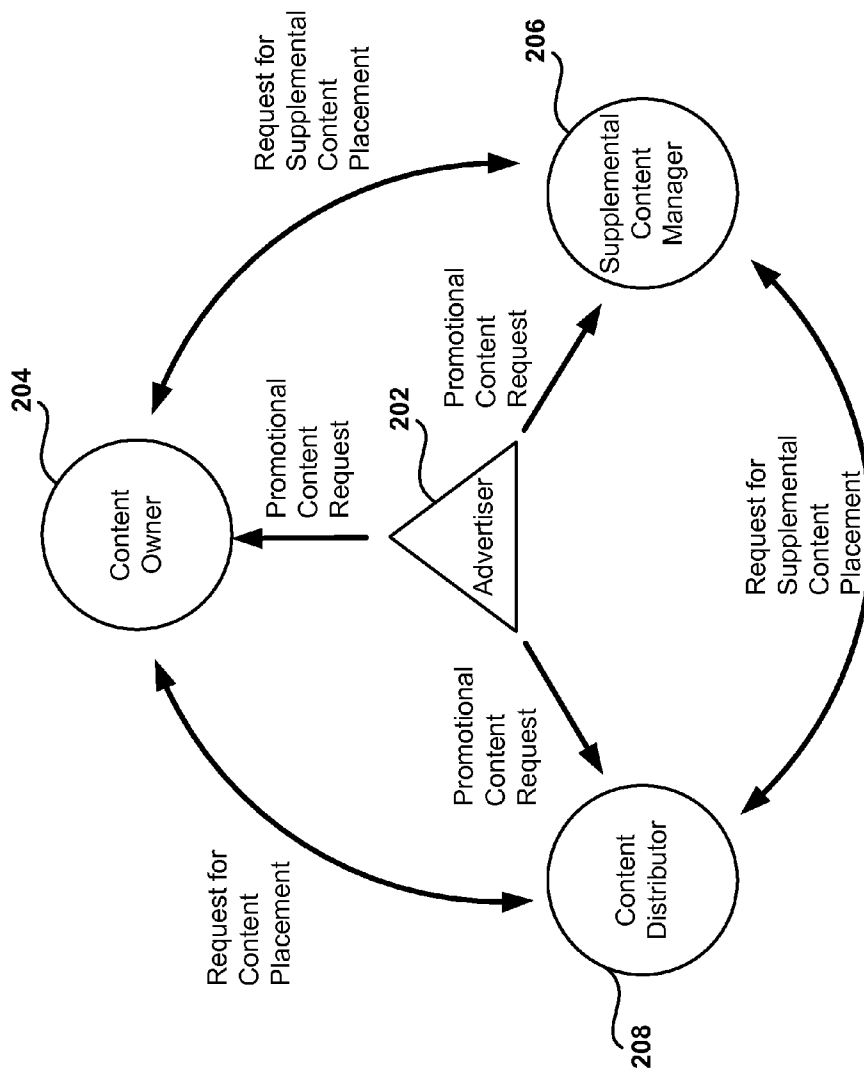 204
Content
Owner
Request for
Content
Placement
Request for
Supplemental
Content
Placement
Promotional
Content
Request
202
Promotional
Content
Request
Advertiser
Promotional
Content
Request
206
Content
Distributor
Supplemental
Content
Manager
208
Request for
Supplemental
Content
Placement